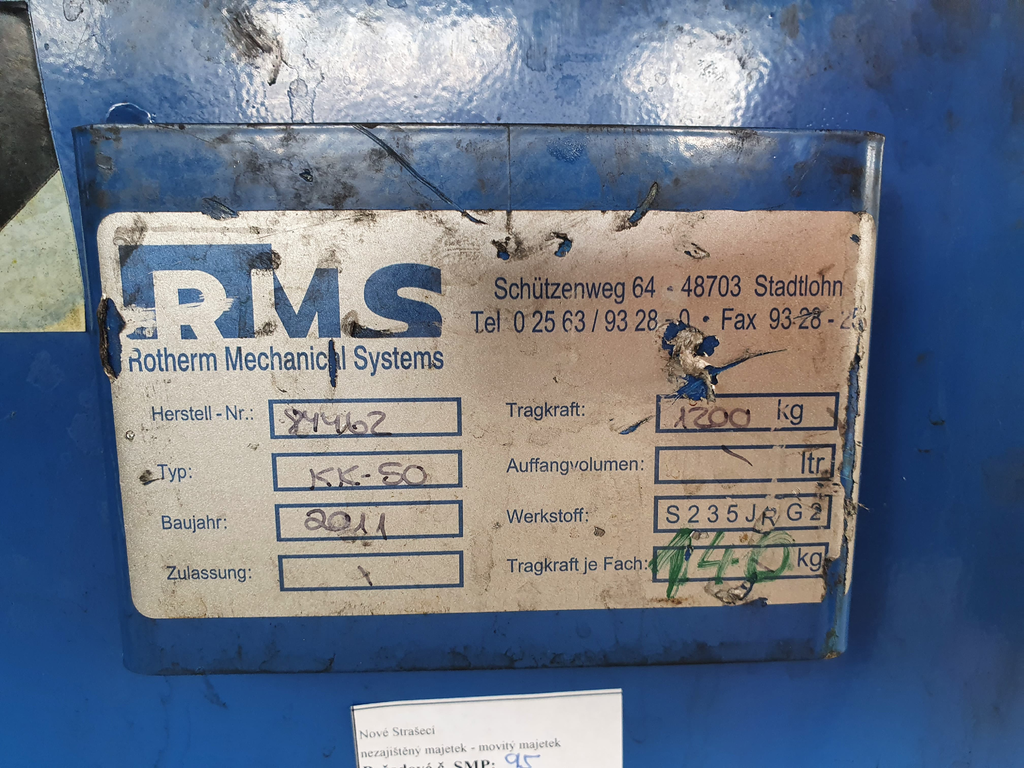 RMS
Rotherm Mechanical Systems
Schützenweg 64 - 48703 Stadtlohn
Tel 0 25 63 / 93 28 - 0 • Fax 93 28 - 
Herstell-Nr.:
Typ: KK-50
Baujahr: 2011
Zulassung:
Tragkraft: 1200 kg
Auffangvolumen: ltr.
Werkstoff: S235JRG2
Tragkraft je Fach: 140 kg
Nové Strašecí
nezajištěný majetek - movitý majetek
SMP: 95